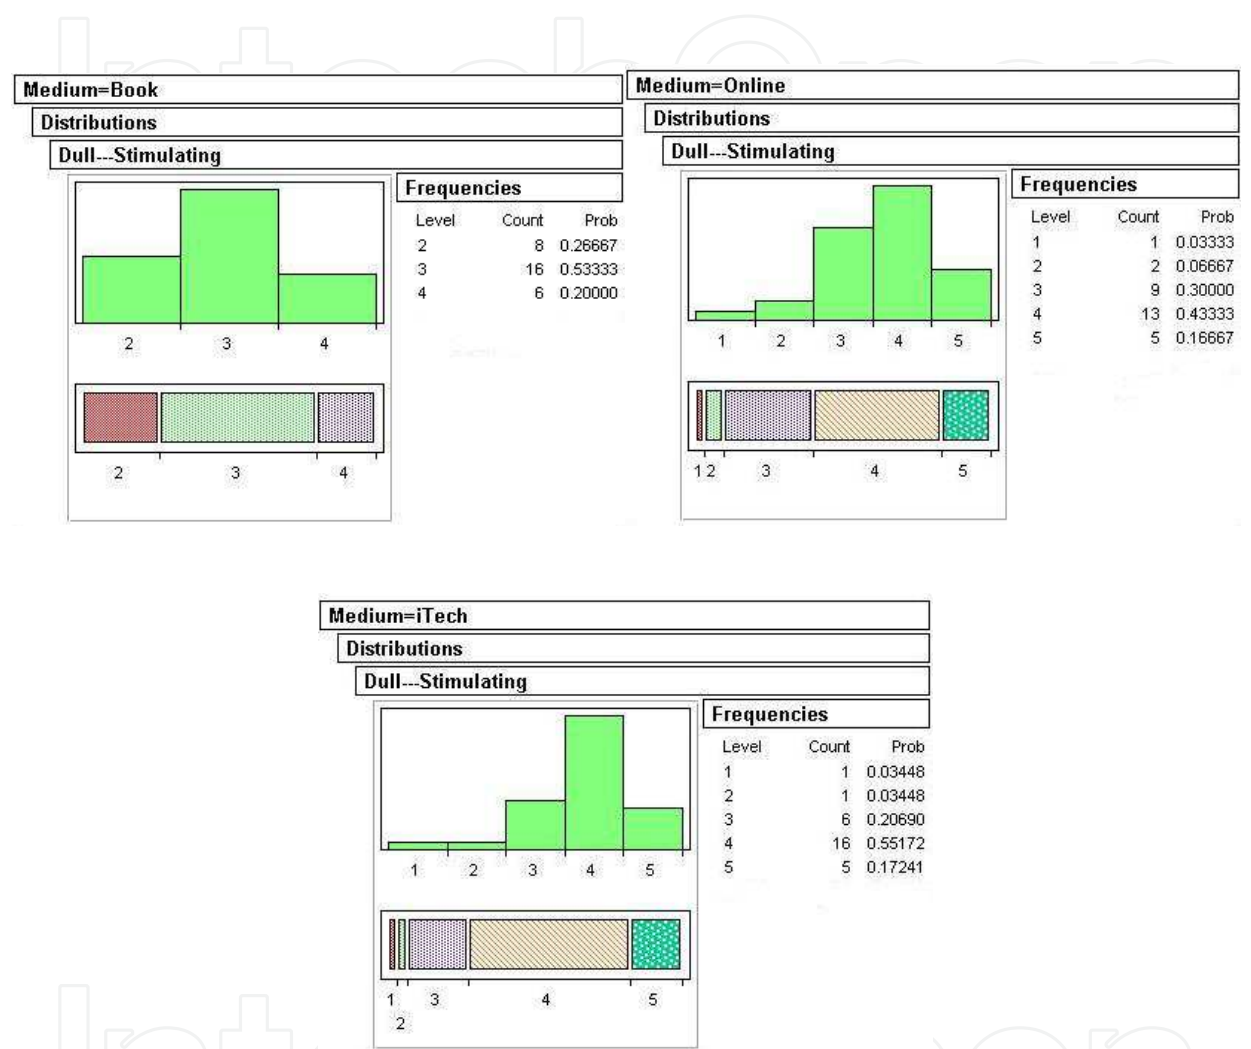 Medium=Book
Distributions
Dull---Stimulating
Frequencies
Level Count Prob
2 8 0.26667
3 16 0.53333
4 6 0.20000
2 3 4
2 3 4
Medium=Online
Distributions
Dull---Stimulating
Frequencies
Level Count Prob
1 1 0.03333
2 2 0.06667
3 9 0.30000
4 13 0.43333
5 5 0.16667
1 2 3 4 5
1 2 3 4 5
Medium=iTech
Distributions
Dull---Stimulating
Frequencies
Level Count Prob
1 1 0.03448
2 1 0.03448
3 6 0.20690
4 16 0.55172
5 5 0.17241
1 2 3 4 5
1 3 4 5
2